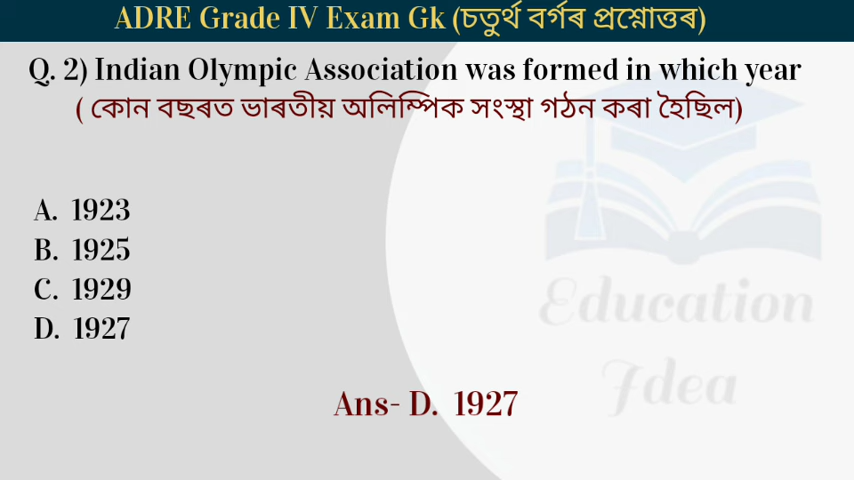 ADRE Grade IV Exam Gk (চতুৰ্থ বৰ্গৰ প্ৰশ্নোত্তৰ)
Q. 2) Indian Olympic Association was formed in which year
( কোন বছৰত ভাৰতীয় অলিম্পিক সংস্থা গঠন কৰা হৈছিল)
A. 1923
B. 1925
C. 1929
D. 1927
Education
Idea
Ans- D. 1927